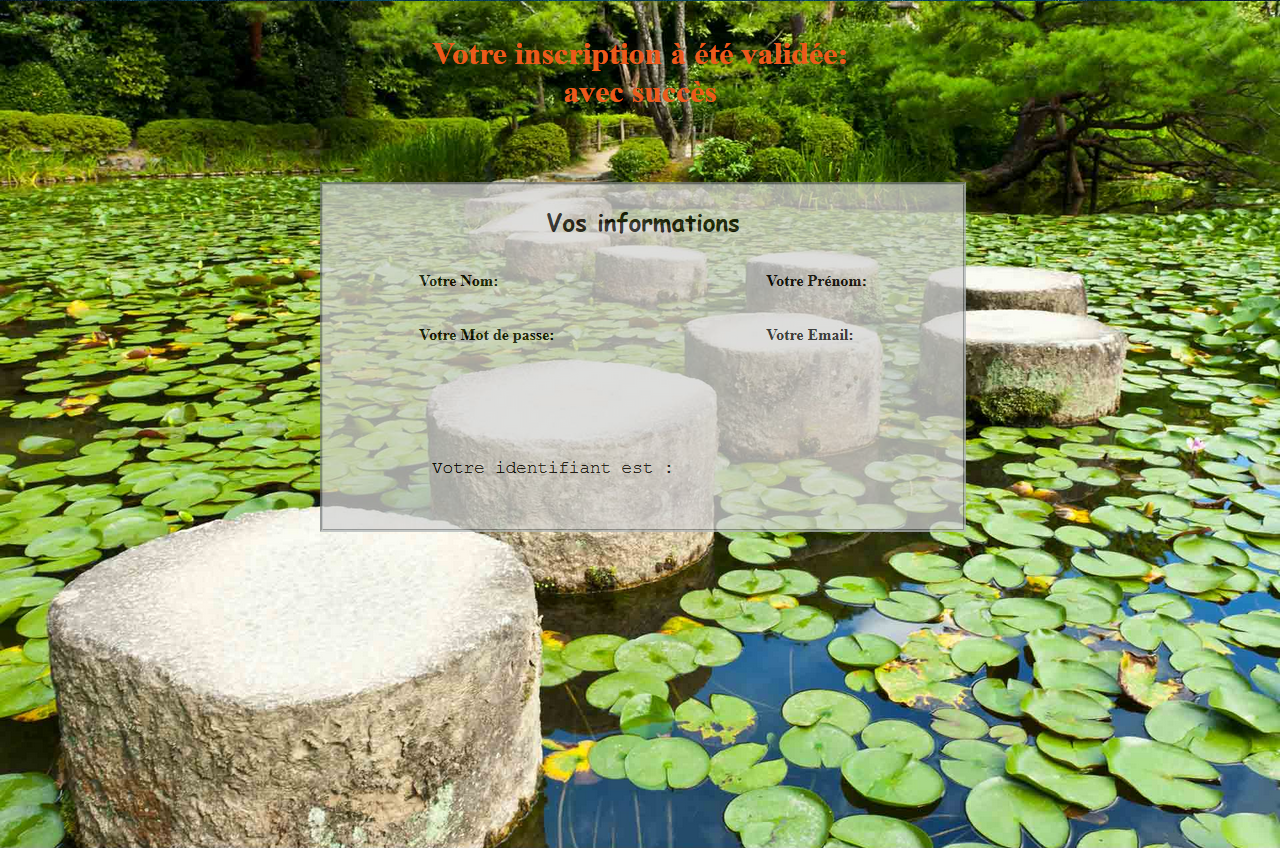 Votre inscription à été validée:
avec succès
Vos informations
Votre Nom: Votre Prénom:
Votre Mot de passe: Votre Email:
Votre identifiant est :